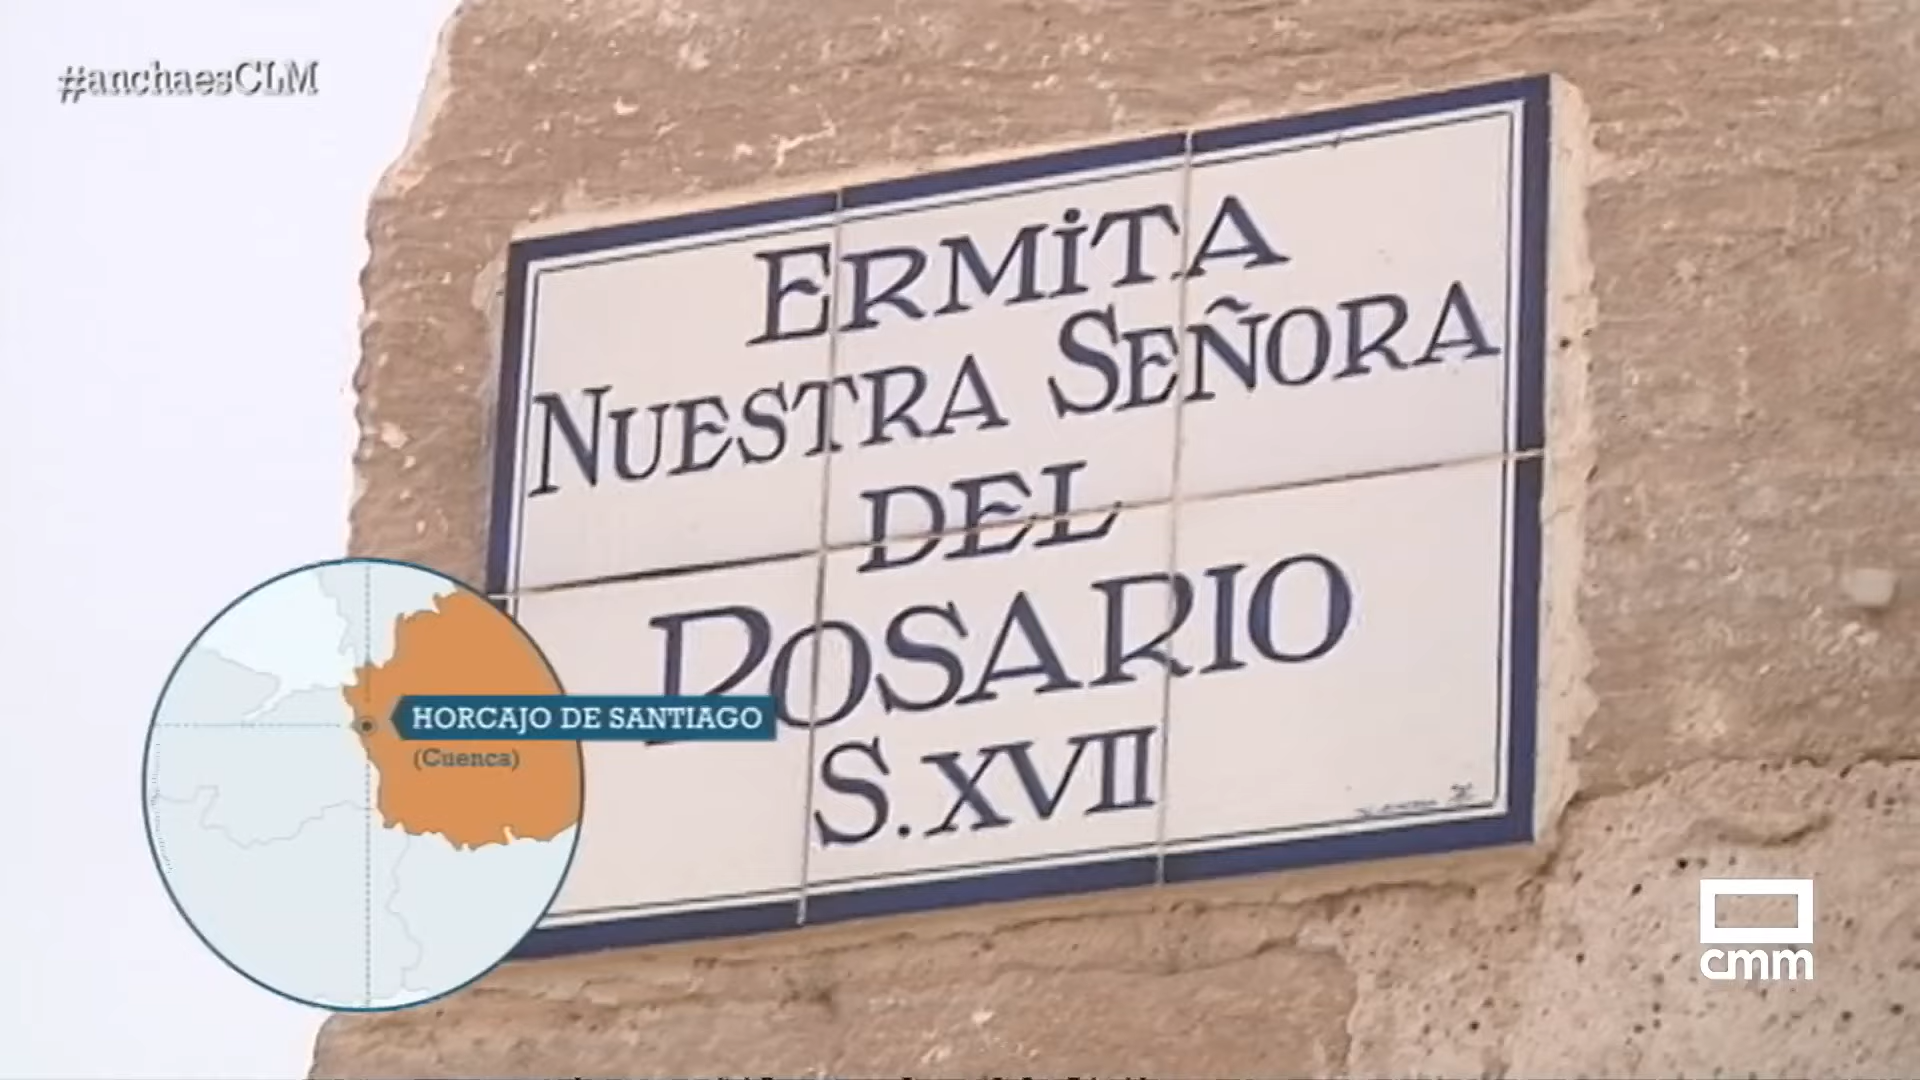 #anchaesCLM
ERMiTA
NUESTRA SEÑORA
DEL
ROSARIO
S.XVII
HORCAJO DE SANTIAGO
(Cuenca)
cmm